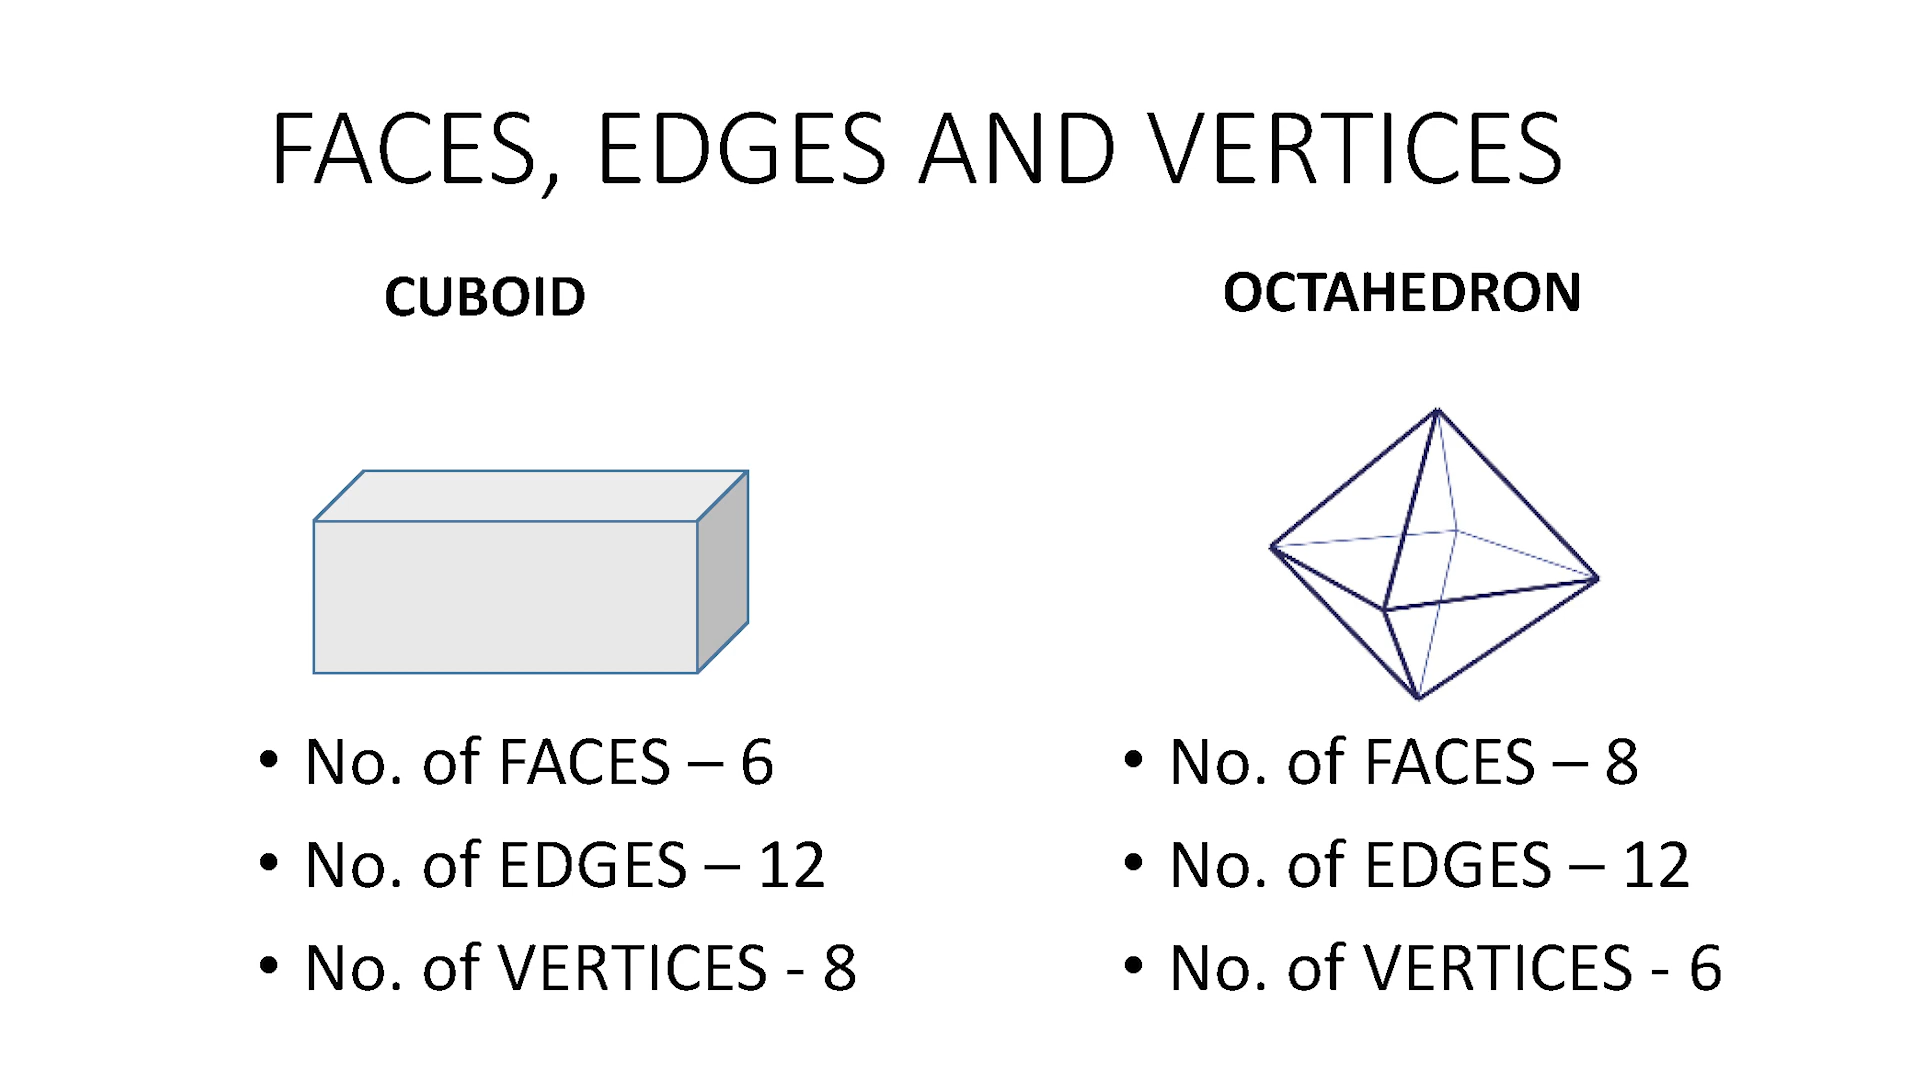 FACES, EDGES AND VERTICES
CUBOID
• No. of FACES – 6
• No. of EDGES – 12
• No. of VERTICES - 8
OCTAHEDRON
• No. of FACES – 8
• No. of EDGES – 12
• No. of VERTICES - 6